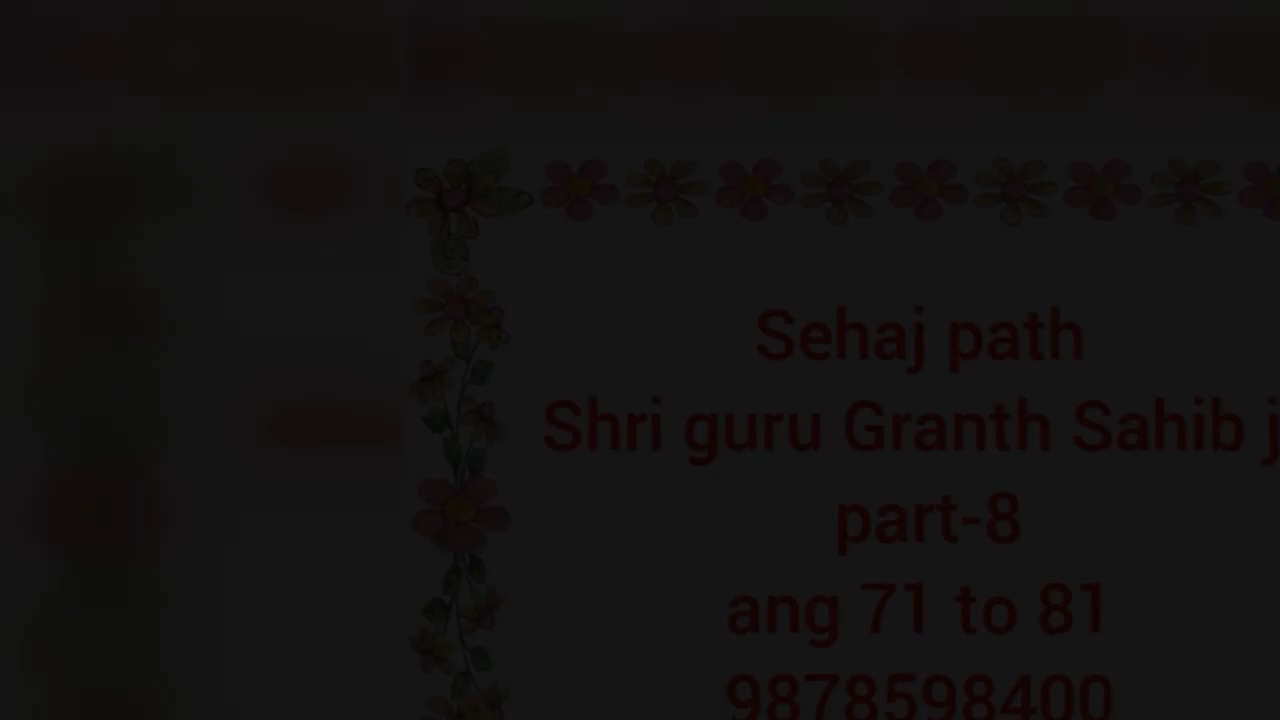 Sehaj path
Shri guru Granth Sahib j
part-8
ang 71 to 81
9878598400